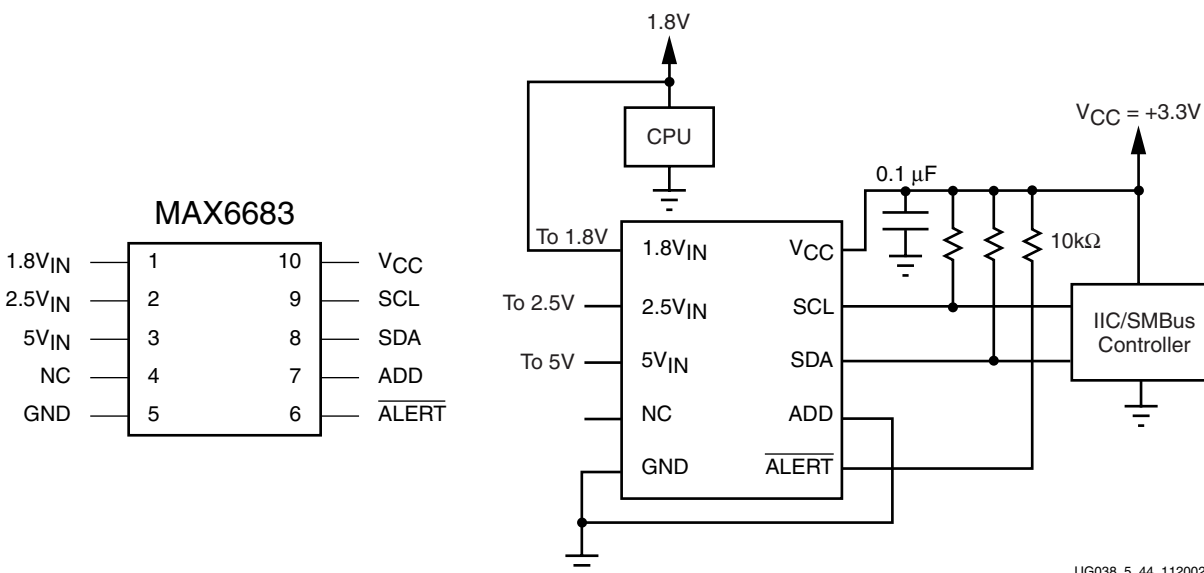 MAX6683
1.8VIN 1 10 VCC
2.5VIN 2 9 SCL
5VIN 3 8 SDA
NC 4 7 ADD
GND 5 6 ALERT
1.8V
CPU
VCC = +3.3V
0.1 μF
10kΩ
To 1.8V
1.8VIN VCC
To 2.5V
2.5VIN SCL
To 5V
5VIN SDA
NC ADD
GND ALERT
IIC/SMBus
Controller
UG038_5_44_112002